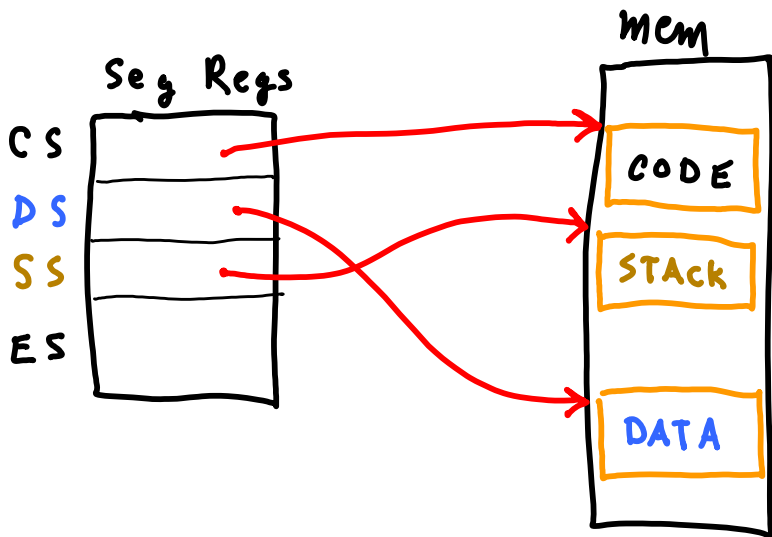 mem
Seg Regs
CS
CODE
DS
SS
STAck
ES
DATA